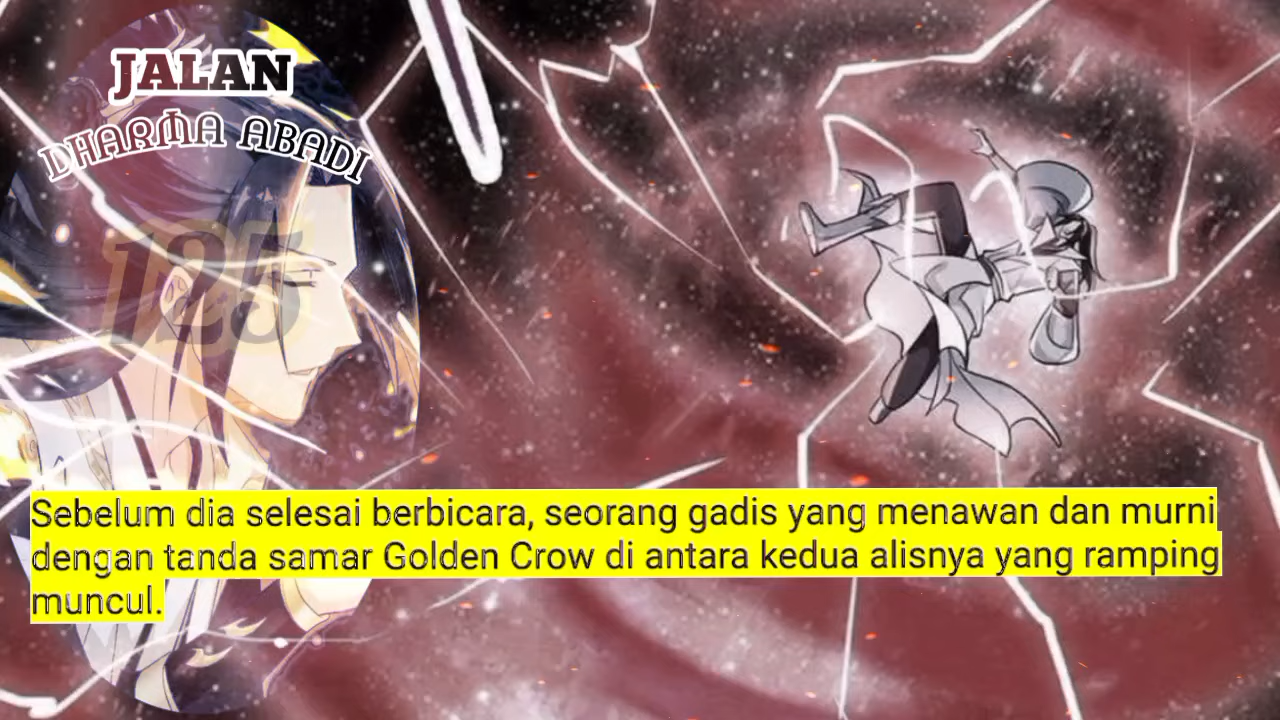 JALAN
DHARMA ABADI
125
Sebelum dia selesai berbicara, seorang gadis yang menawan dan murni
dengan tanda samar Golden Crow di antara kedua alisnya yang ramping
muncul.